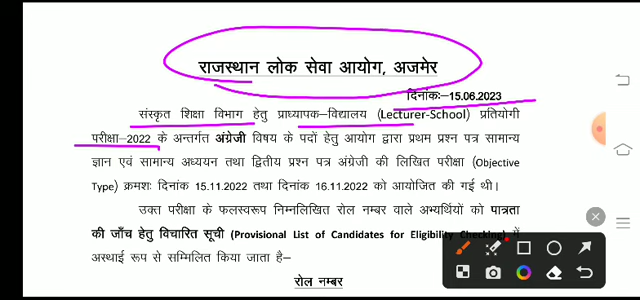 राजस्थान लोक सेवा आयोग, अजमेर
दिनांकः-15.06.2023
संस्कृत शिक्षा विभाग हेतु प्राध्यापक-विद्यालय (Lecturer-School) प्रतियोगी
परीक्षा-2022 के अन्तर्गत अंग्रेजी विषय के पदों हेतु आयोग द्वारा प्रथम प्रश्न पत्र सामान्य
ज्ञान एवं सामान्य अध्ययन तथा द्वितीय प्रश्न पत्र अंग्रेजी की लिखित परीक्षा (Objective
Type) क्रमशः दिनांक 15.11.2022 तथा दिनांक 16.11.2022 को आयोजित की गई थी।
उक्त परीक्षा के फलस्वरूप निम्नलिखित रोल नम्बर वाले अभ्यर्थियों को पात्रता
की जाँच हेतु विचारित सूची (Provisional List of Candidates for Eligibility Checking) में
अस्थाई रूप से सम्मिलित किया जाता है-
रोल नम्बर